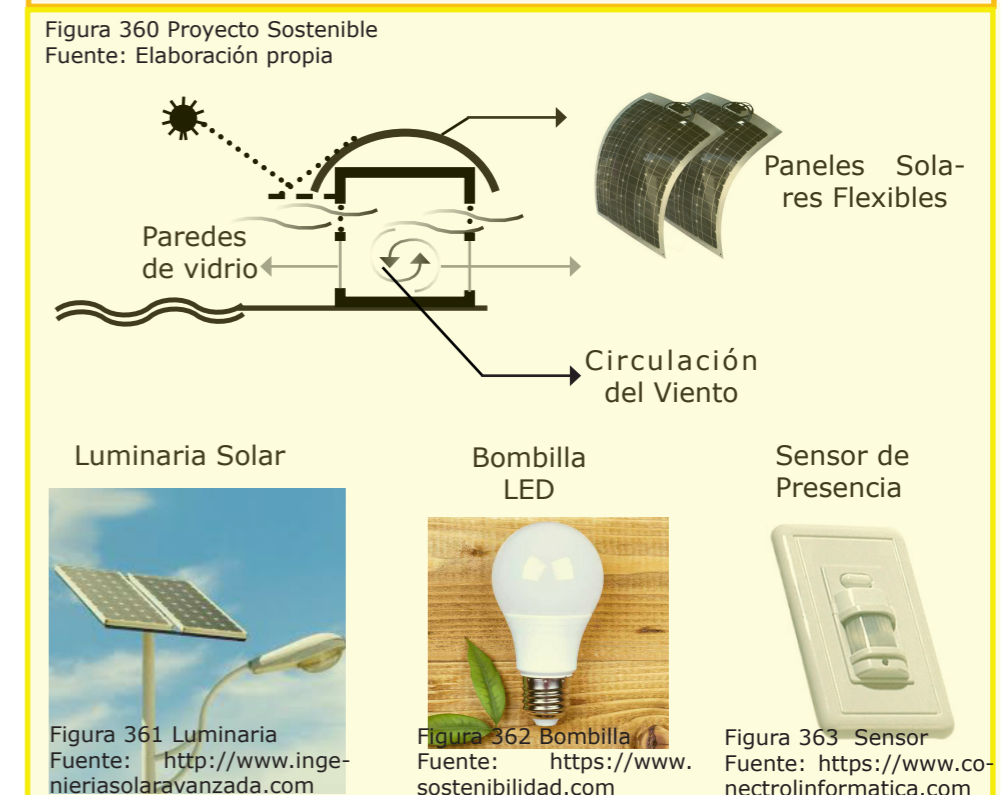 Figura 360 Proyecto Sostenible
Fuente: Elaboración propia
Paneles Sola-
res Flexibles
Paredes
de vidrio
Circulación
del Viento
Luminaria Solar
Bombilla
LED
Sensor de
Presencia
Figura 361 Luminaria
Fuente: http://www.inge-
nieriasolaravanzada.com
Figura 362 Bombilla
Fuente: https://www.
sostenibilidad.com
Figura 363 Sensor
Fuente: https://www.co-
nectrolinformatica.com